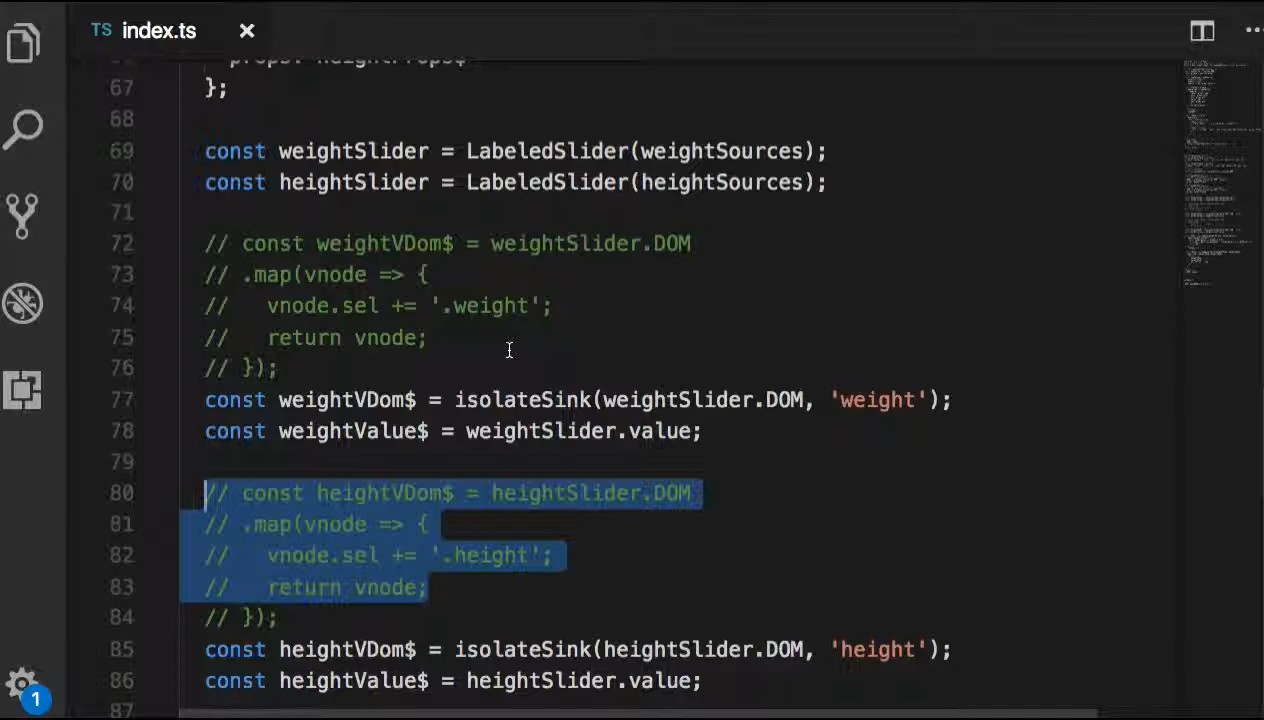 TS index.ts ×
props: heightProps$
67 };
68
69 const weightSlider = LabeledSlider(weightSources);
70 const heightSlider = LabeledSlider(heightSources);
71
72 // const weightVDom$ = weightSlider.DOM
73 // .map(vnode => {
74 //   vnode.sel += '.weight';
75 //   return vnode;
76 // });
77 const weightVDom$ = isolateSink(weightSlider.DOM, 'weight');
78 const weightValue$ = weightSlider.value;
79
80 // const heightVDom$ = heightSlider.DOM
81 // .map(vnode => {
82 //   vnode.sel += '.height';
83 //   return vnode;
84 // });
85 const heightVDom$ = isolateSink(heightSlider.DOM, 'height');
86 const heightValue$ = heightSlider.value;
87
1